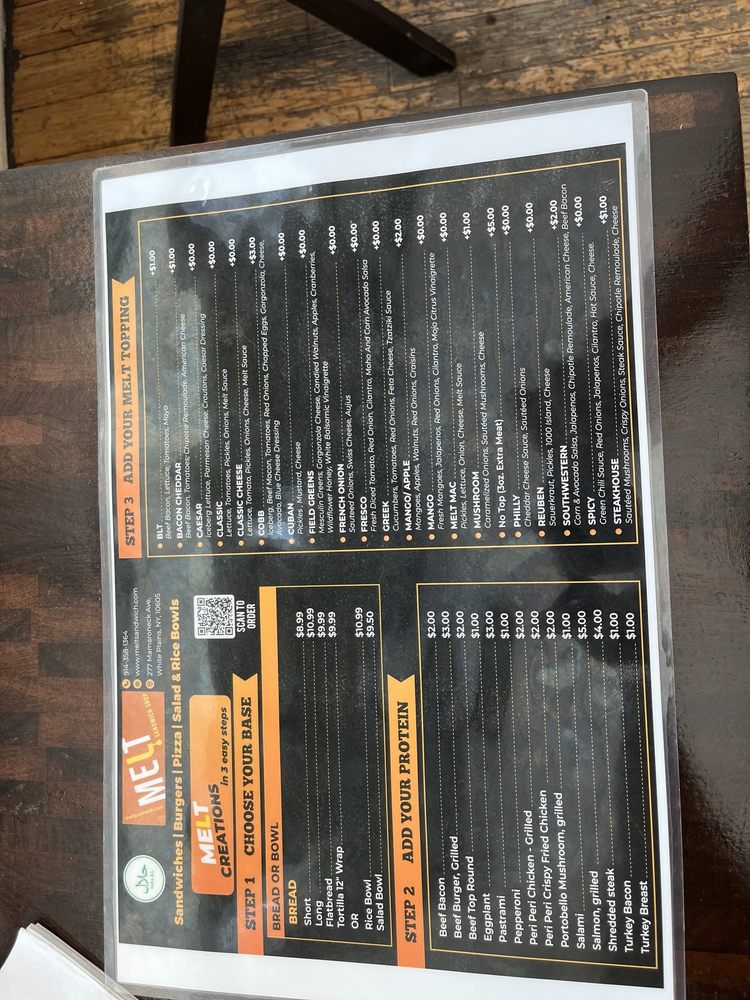 حلال
HALAL
MELT
SANDWICH SHOP
914-358-1364
www.meltsandwich.com
277 Mamaroneck Ave,
White Plains, NY, 10605
Sandwiches | Burgers | Pizza | Salad & Rice Bowls
MELT
CREATIONS in 3 easy steps
SCAN TO
ORDER
STEP 1 CHOOSE YOUR BASE
BREAD OR BOWL
BREAD
Short $8.99
Long $10.99
Flatbread $9.99
Tortilla 12" Wrap $9.99
OR
Rice Bowl $10.99
Salad Bowl $9.50
STEP 2 ADD YOUR PROTEIN
Beef Bacon $2.00
Beef Burger, Grilled $3.00
Beef Top Round $2.00
Eggplant $1.00
Pastrami $3.00
Pepperoni $1.00
Peri Peri Chicken - Grilled $2.00
Peri Peri Crispy Fried Chicken $2.00
Portobello Mushroom, grilled $2.00
Salami $1.00
Salmon, grilled $5.00
Shredded steak $4.00
Turkey Bacon $1.00
Turkey Breast $1.00
STEP 3 ADD YOUR MELT TOPPING
BLT +$1.00
Beef Bacon, Lettuce, Tomatoes, Mayo
BACON CHEDDAR +$1.00
Beef Bacon, Tomatoes, Chipotle Remoulade, American Cheese
CAESAR +$0.00
Iceberg Lettuce, Parmesan Cheese, Croutons, Caesar Dressing
CLASSIC +$0.00
Lettuce, Tomatoes, Pickles, Onions, Melt Sauce
CLASSIC CHEESE +$0.00
Lettuce, Tomato, Pickles, Onions, Cheese, Melt Sauce
COBB +$3.00
Iceberg, Beef Macon, Tomatoes, Red Onions, Chopped Eggs, Gorgonzola, Cheese,
Avocado, Blue Cheese Dressing
CUBAN +$0.00
Pickles, Mustard, Cheese
FIELD GREENS +$0.00
Mesculin Greens, Gorgonzola Cheese, Candied Walnuts, Apples, Cranberries,
Wildflower Honey, White Balsamic Vinaigrette
FRENCH ONION +$0.00
Sauteed Onions, Swiss Cheese, Aujus
FRESCO +$0.00
Fresh Diced Tomato, Red Onion, Cilantro, Moho And Corn Avocado Salsa
GREEK +$0.00
Cucumbers, Tomatoes, Red Onions, Feta Cheese, Tzatziki Sauce
MANGO APPLE +$2.00
Mangoes, Apples, Walnuts, Red Onions, Craisins
MANGO +$0.00
Fresh Mangoes, Jalapenos, Red Onions, Cilantro, Mojo Citrus Vinaigrette
MELT MAC +$0.00
Pickles, Lettuce, Onion, Cheese, Melt Sauce
MUSHROOM +$1.00
Caramelized Onions, Sautéed Mushrooms, Cheese
No Top (3oz. Extra Meat) +$5.00
PHILLY +$0.00
Cheddar Cheese Sauce, Sautéed Onions
REUBEN +$0.00
Sauerkraut, Pickles, 1000 Island, Cheese
SOUTHWESTERN +$2.00
Corn & Avocado Salsa, Jalapenos, Chipotle Remoulade, American Cheese, Beef Bacon
SPICY +$0.00
Green Chili Sauce, Red Onions, Jalapenos, Cilantro, Hot Sauce, Cheese.
STEAKHOUSE +$1.00
Sautéed Mushrooms, Crispy Onions, Steak Sauce, Chipotle Remoulade, Cheese